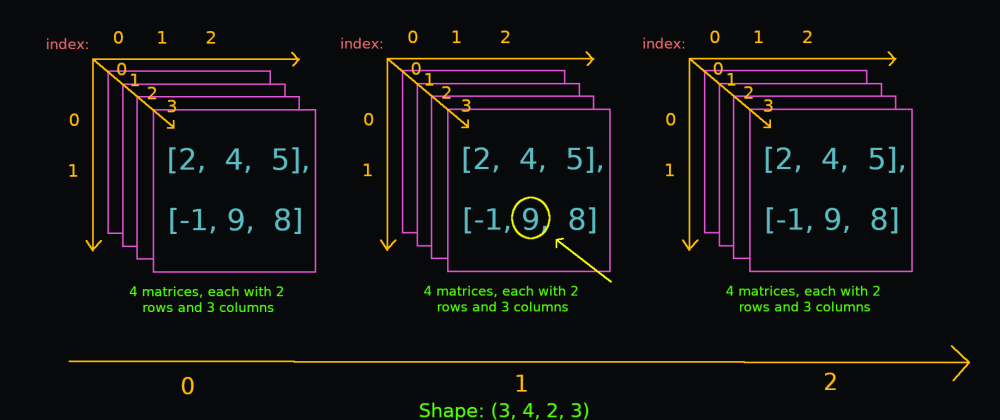 index: 0 1 2
0
1
2
3
0
1
[2, 4, 5],
[-1, 9, 8]
4 matrices, each with 2
rows and 3 columns
index: 0 1 2
0
1
2
3
0
1
[2, 4, 5],
[-1, 9, 8]
4 matrices, each with 2
rows and 3 columns
index: 0 1 2
0
1
2
3
0
1
[2, 4, 5],
[-1, 9, 8]
4 matrices, each with 2
rows and 3 columns
0 1 2
Shape: (3, 4, 2, 3)